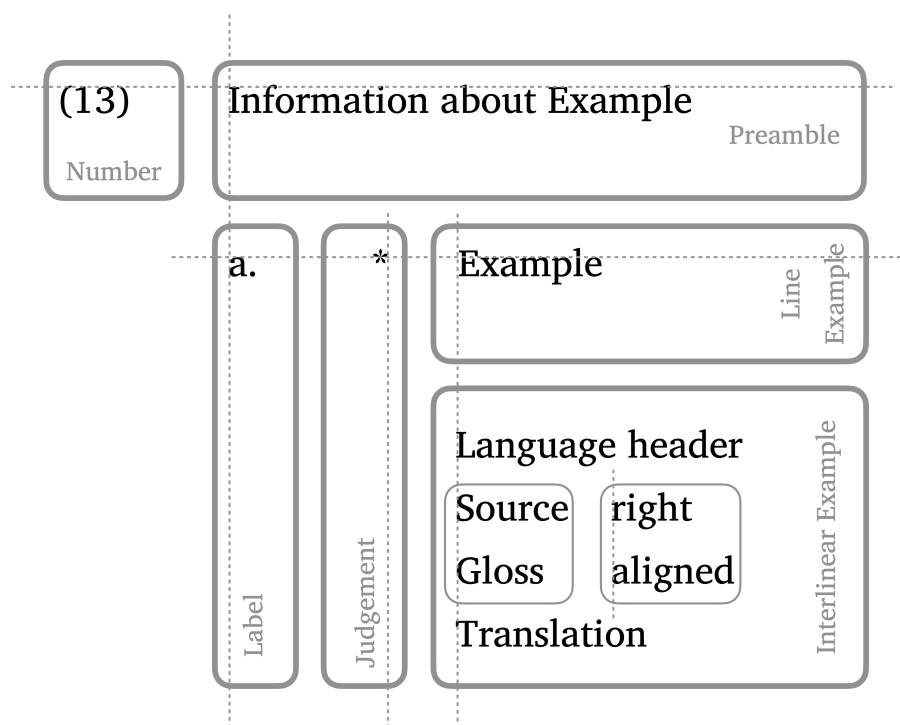 (13)
Number
Information about Example
Preamble
a.
Label
*
Judgement
Example
Line
Example
Language header
Source right
Gloss aligned
Translation
Interlinear Example